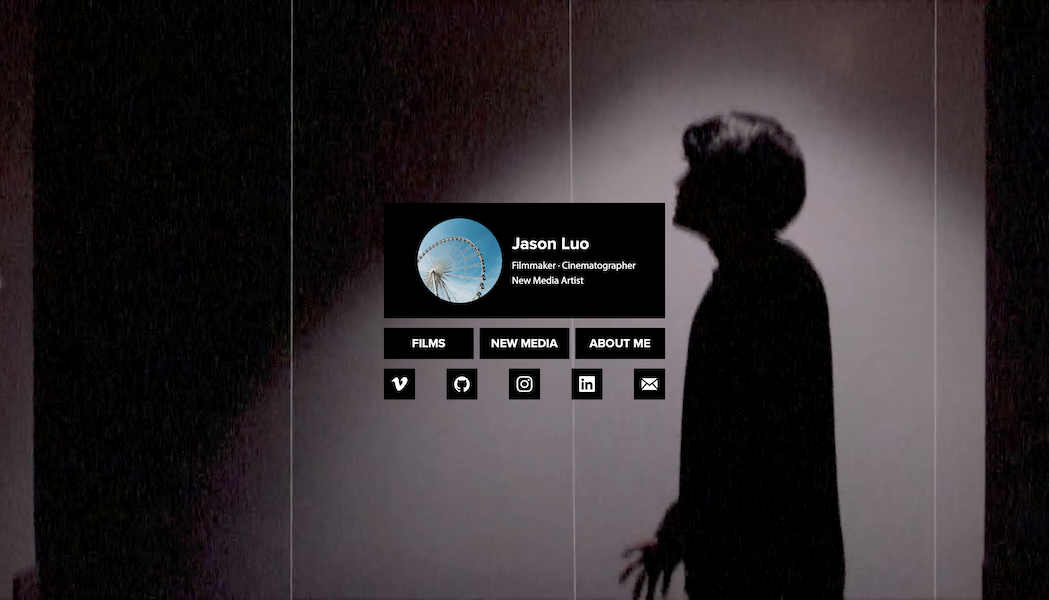 Jason Luo
Filmmaker · Cinematographer
New Media Artist
FILMS
NEW MEDIA
ABOUT ME